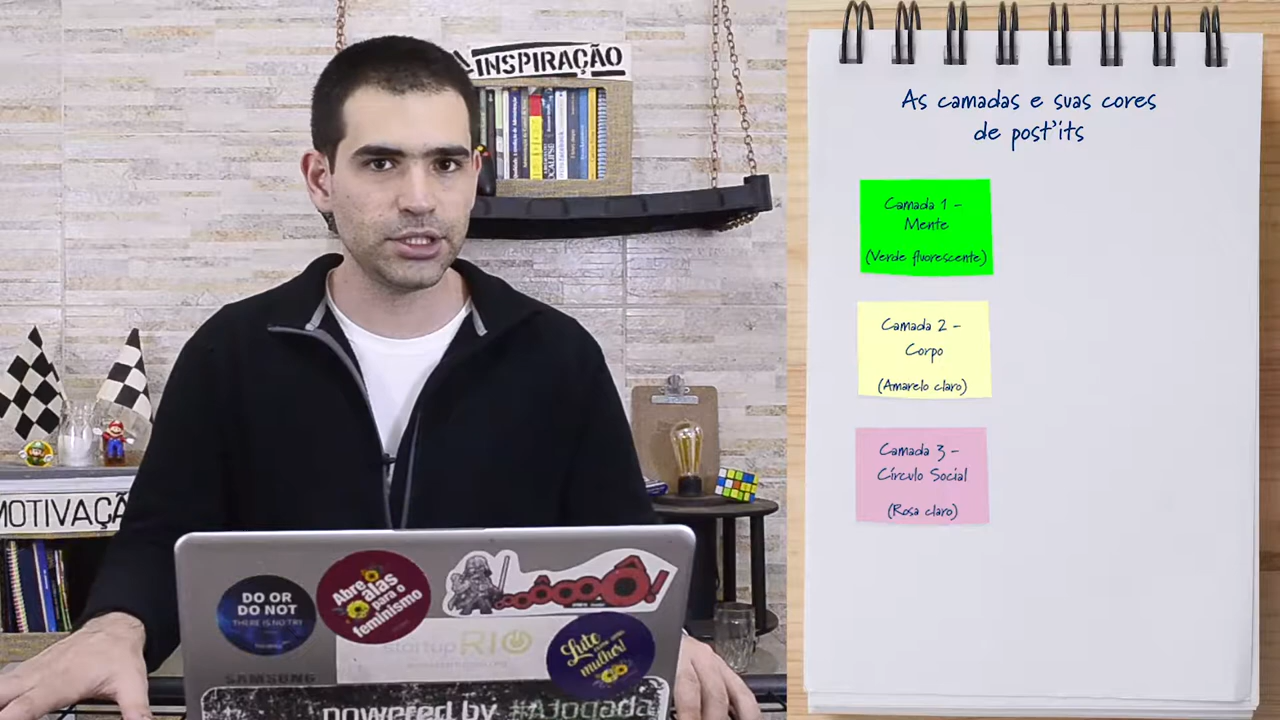 INSPIRAÇÃO
MOTIVAÇÃ
DO OR
DO NOT
THERE IS NO TRY
Abre
alas
para o
feminismo
startup RIO
Lute
como uma
mulher!
SAMSUNG
powered by #AJogada
As camadas e suas cores
de post'its
Camada 1 -
Mente
(Verde fluorescente)
Camada 2 -
Corpo
(Amarelo claro)
Camada 3 -
Círculo Social
(Rosa claro)